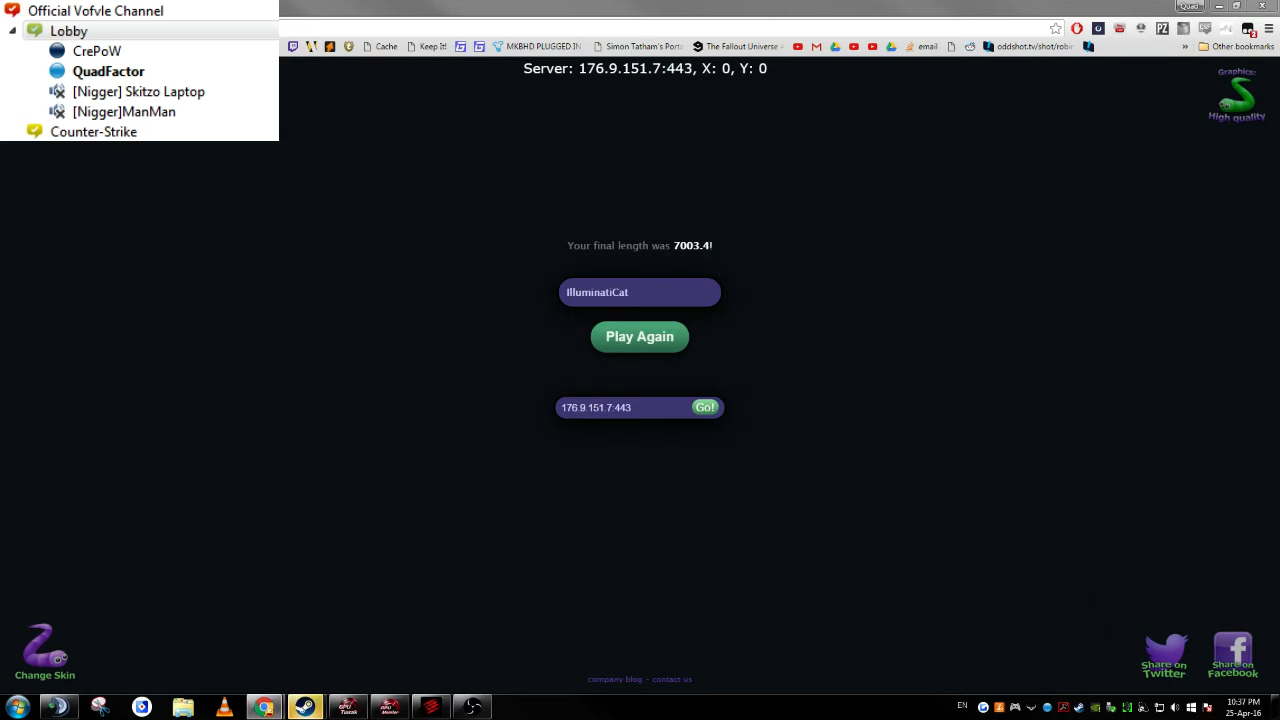 Official Vofvle Channel
Lobby
CrePoW
QuadFactor
[Nigger] Skitzo Laptop
[Nigger]ManMan
Counter-Strike
Quad
Cache
Keep It!
MKBHD PLUGGED IN
Simon Tatham's Porta
The Fallout Universe
email
oddshot.tv/shot/robin
»
Other bookmarks
Server: 176.9.151.7:443, X: 0, Y: 0
Graphics:
High quality
Your final length was 7003.4!
IlluminatiCat
Play Again
176.9.151.7:443 Go!
Change Skin
Share on
Twitter
Share on
Facebook
company blog - contact us
EN
10:37 PM
25-Apr-16